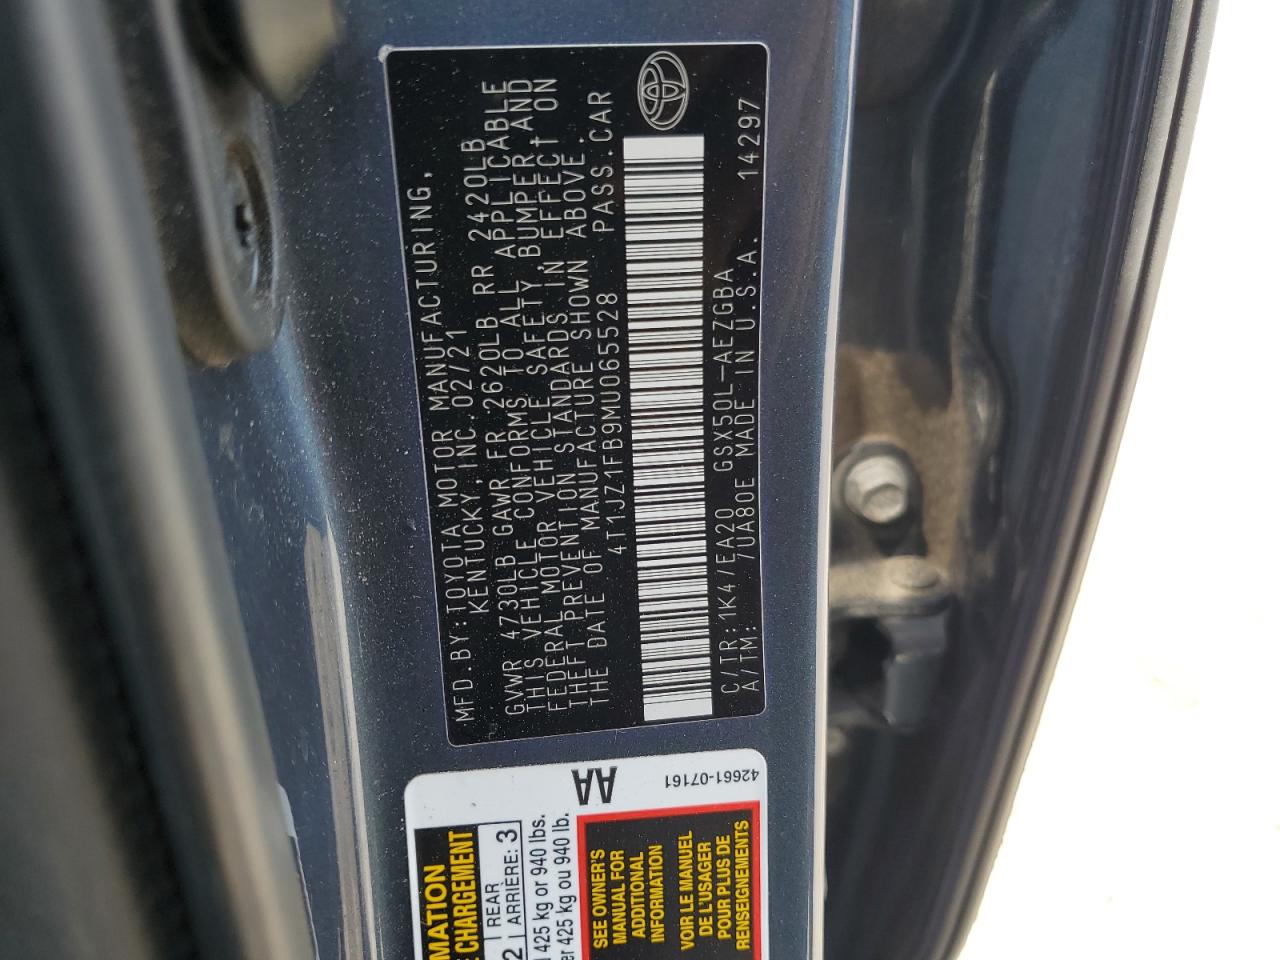 MFD.BY:TOYOTA MOTOR MANUFACTURING,
KENTUCKY,INC.02/21
GVWR 4730LB GAWR FR 2620LB RR 2420LB
THIS VEHICLE CONFORMS TO ALL APPLICABLE
FEDERAL MOTOR VEHICLE SAFETY, BUMPER AND
THEFT PREVENTION STANDARDS IN EFFECT ON
THE DATE OF MANUFACTURE SHOWN ABOVE.
4T1JZ1FB9MU065528 PASS.CAR
C/TR:1K4/EA20 GSX50L-AEZGBA
A/TM: 7UA80E MADE IN U.S.A. 14297
AA
42661-07161
CHARGEMENT
2 REAR
ARRIÈRE: 3
425 kg or 940 lbs.
425 kg ou 940 lb.
SEE OWNER'S
MANUAL FOR
ADDITIONAL
INFORMATION
VOIR LE MANUEL
DE L'USAGER
POUR PLUS DE
RENSEIGNEMENTS